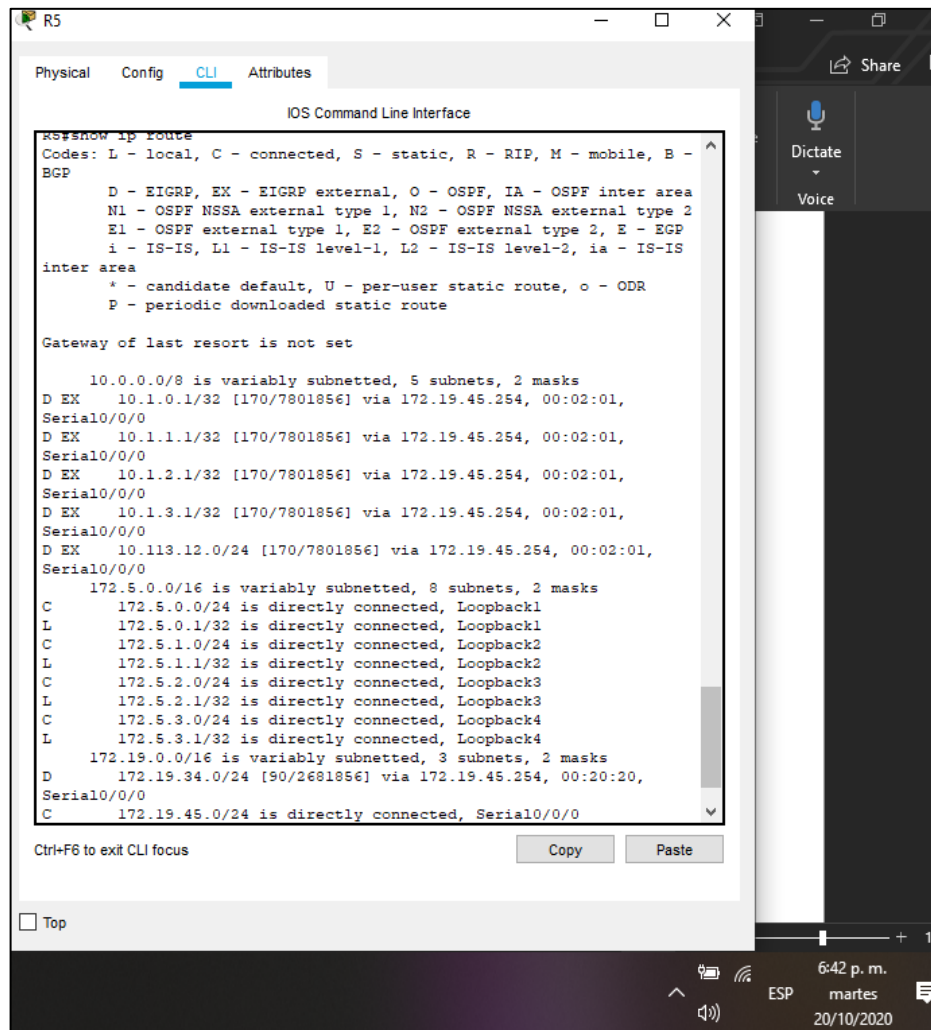 R5
Physical Config CLI Attributes
Share
IOS Command Line Interface
Dictate
Voice
R5#show ip route
Codes: L - local, C - connected, S - static, R - RIP, M - mobile, B -
BGP
D - EIGRP, EX - EIGRP external, O - OSPF, IA - OSPF inter area
N1 - OSPF NSSA external type 1, N2 - OSPF NSSA external type 2
E1 - OSPF external type 1, E2 - OSPF external type 2, E - EGP
i - IS-IS, L1 - IS-IS level-1, L2 - IS-IS level-2, ia - IS-IS
inter area
* - candidate default, U - per-user static route, o - ODR
P - periodic downloaded static route
Gateway of last resort is not set
10.0.0.0/8 is variably subnetted, 5 subnets, 2 masks
D EX 10.1.0.1/32 [170/7801856] via 172.19.45.254, 00:02:01,
Serial0/0/0
D EX 10.1.1.1/32 [170/7801856] via 172.19.45.254, 00:02:01,
Serial0/0/0
D EX 10.1.2.1/32 [170/7801856] via 172.19.45.254, 00:02:01,
Serial0/0/0
D EX 10.1.3.1/32 [170/7801856] via 172.19.45.254, 00:02:01,
Serial0/0/0
D EX 10.113.12.0/24 [170/7801856] via 172.19.45.254, 00:02:01,
Serial0/0/0
172.5.0.0/16 is variably subnetted, 8 subnets, 2 masks
C 172.5.0.0/24 is directly connected, Loopback1
L 172.5.0.1/32 is directly connected, Loopback1
C 172.5.1.0/24 is directly connected, Loopback2
L 172.5.1.1/32 is directly connected, Loopback2
C 172.5.2.0/24 is directly connected, Loopback3
L 172.5.2.1/32 is directly connected, Loopback3
C 172.5.3.0/24 is directly connected, Loopback4
L 172.5.3.1/32 is directly connected, Loopback4
172.19.0.0/16 is variably subnetted, 3 subnets, 2 masks
D 172.19.34.0/24 [90/2681856] via 172.19.45.254, 00:20:20,
Serial0/0/0
C 172.19.45.0/24 is directly connected, Serial0/0/0
Ctrl+F6 to exit CLI focus
Copy Paste
Top
ESP
6:42 p. m.
martes
20/10/2020